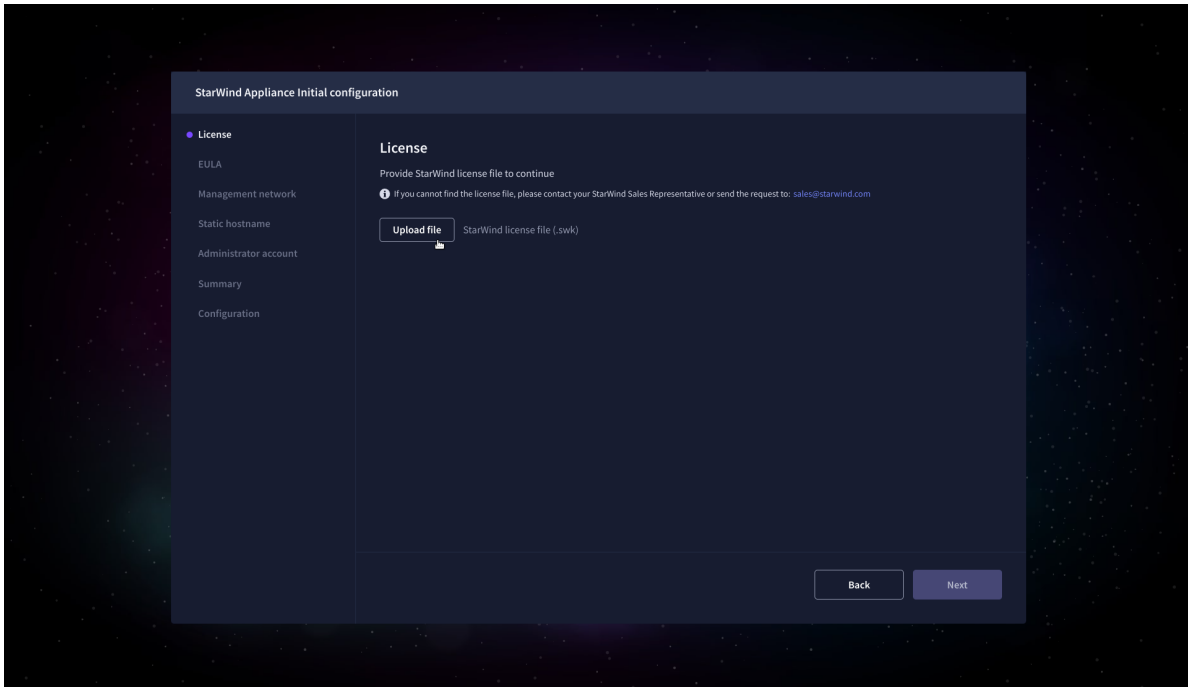 StarWind Appliance Initial configuration
License
EULA
Management network
Static hostname
Administrator account
Summary
Configuration
License
Provide StarWind license file to continue
If you cannot find the license file, please contact your StarWind Sales Representative or send the request to: sales@starwind.com
Upload file StarWind license file (.swk)
Back Next